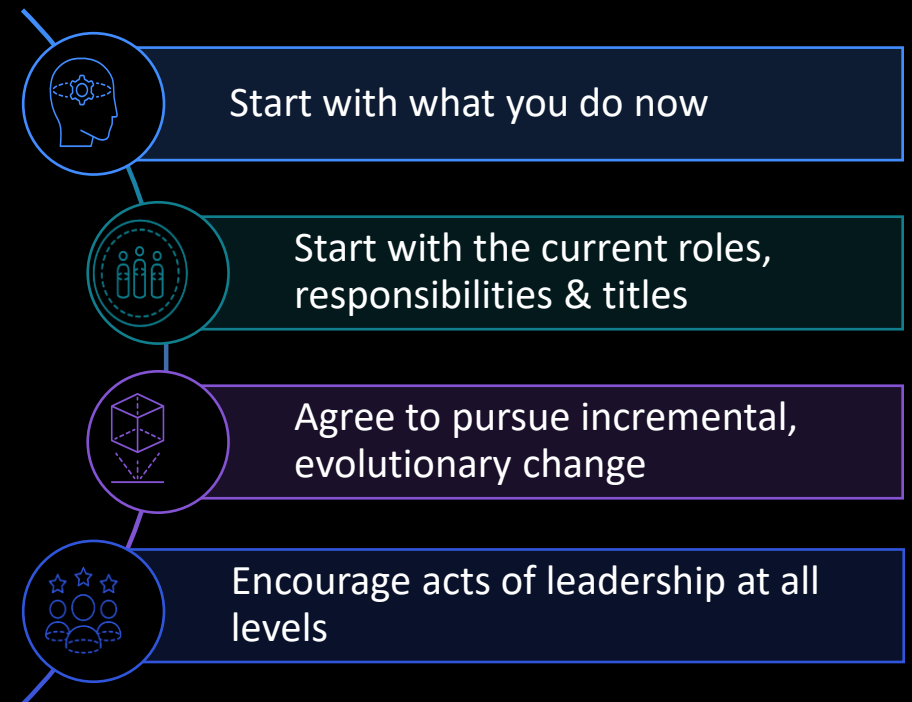 Start with what you do now
Start with the current roles,
responsibilities & titles
Agree to pursue incremental,
evolutionary change
Encourage acts of leadership at all
levels